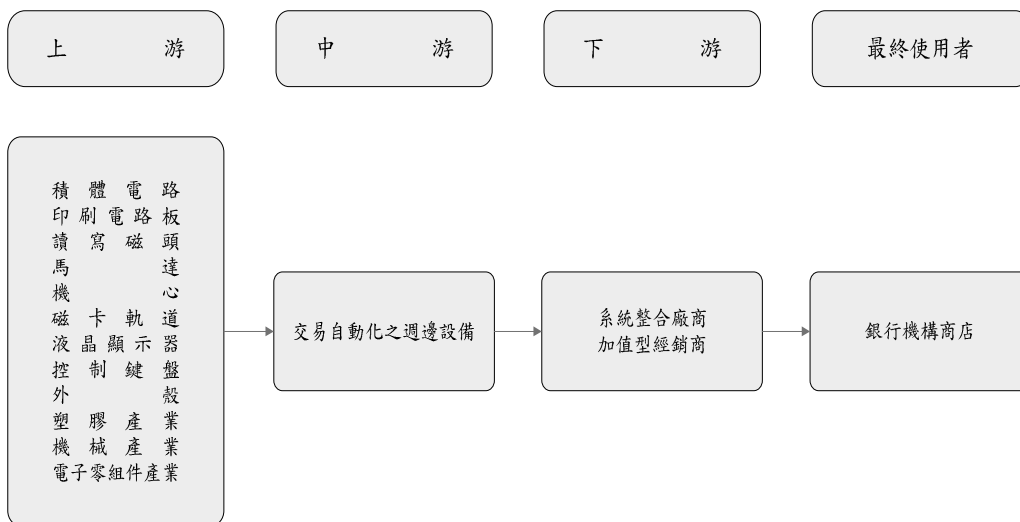 上游
中游
下游
最終使用者
積體電路
印刷電路板
讀寫磁頭
馬達
機心
磁卡軌道
液晶顯示器
控制鍵盤
外殼
塑膠產業
機械產業
電子零組件產業
交易自動化之週邊設備
系統整合廠商
加值型經銷商
銀行機構商店